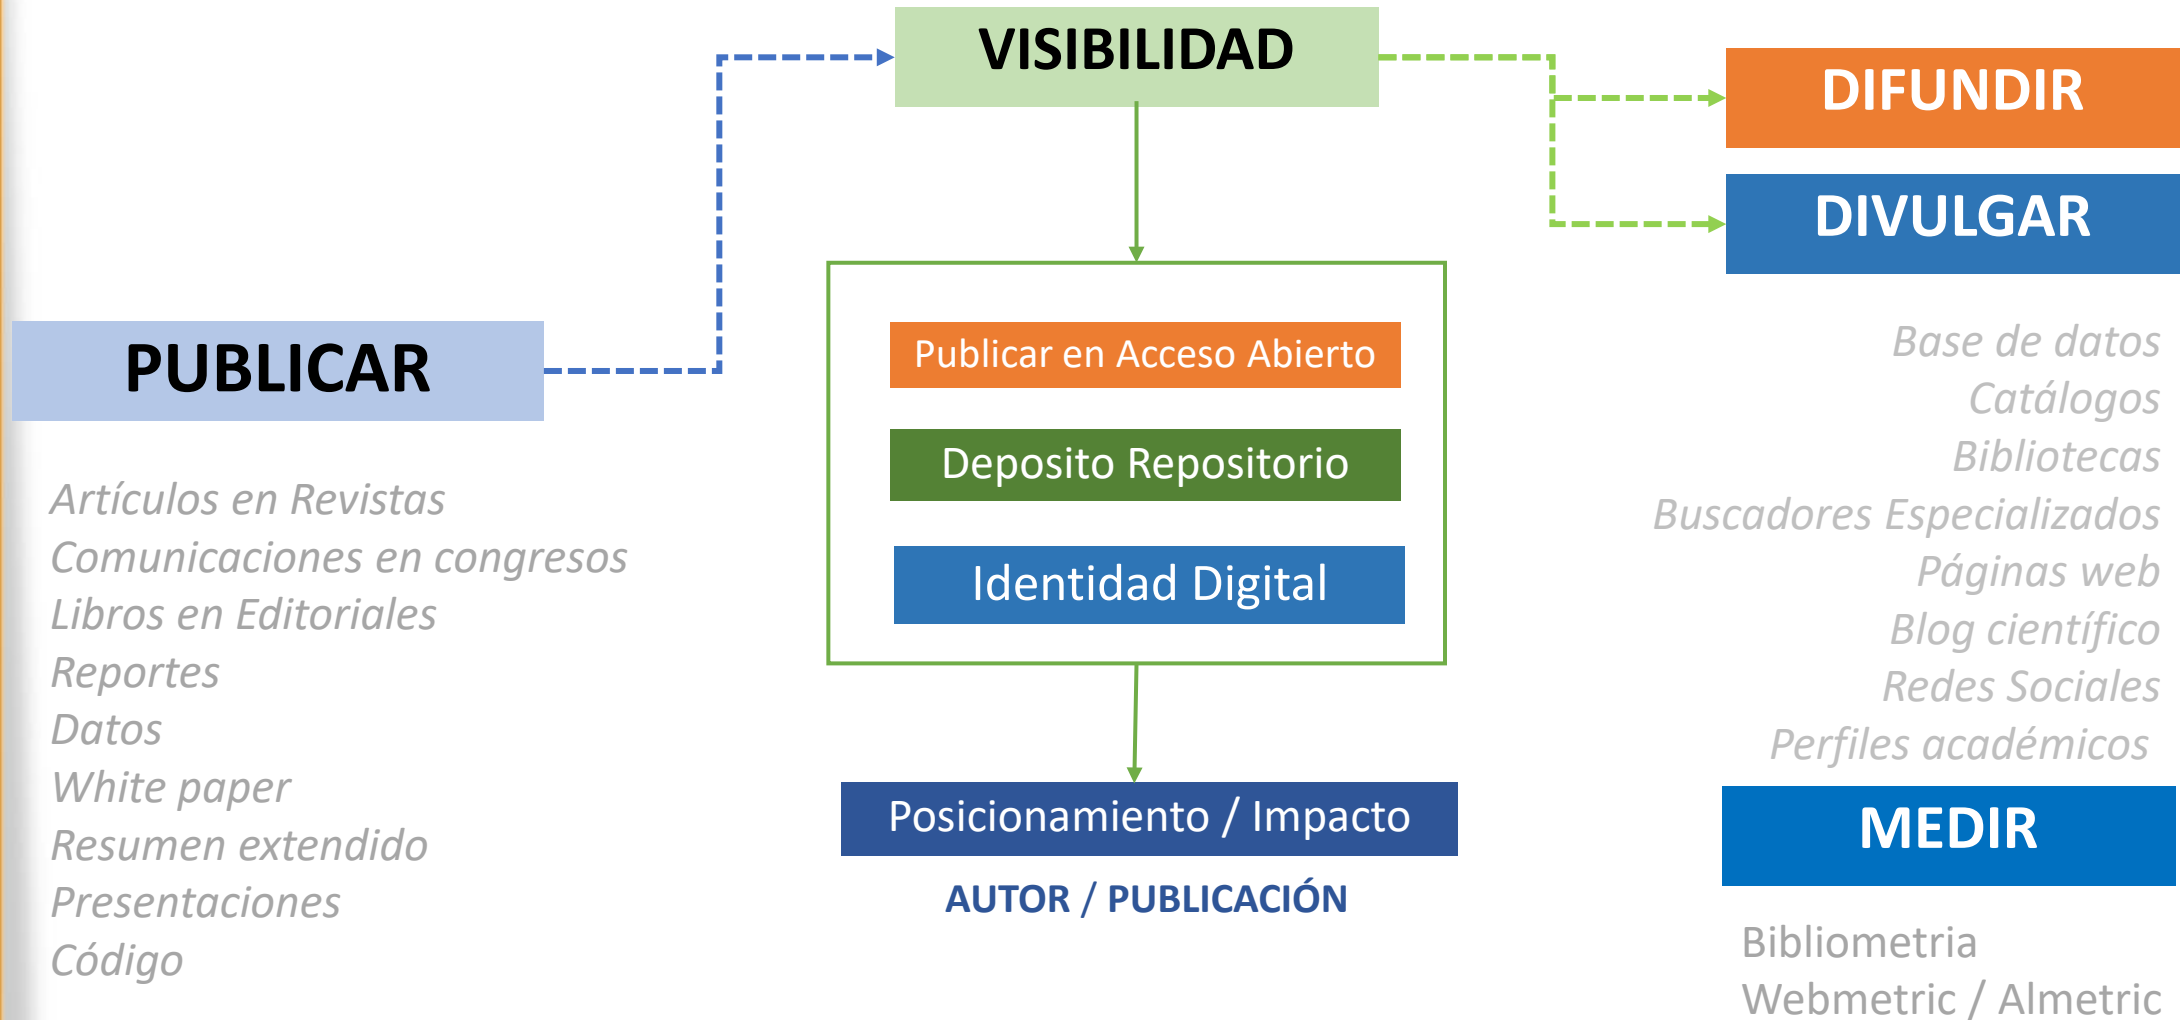 PUBLICAR
Artículos en Revistas
Comunicaciones en congresos
Libros en Editoriales
Reportes
Datos
White paper
Resumen extendido
Presentaciones
Código
VISIBILIDAD
Publicar en Acceso Abierto
Deposito Repositorio
Identidad Digital
Posicionamiento / Impacto
AUTOR / PUBLICACIÓN
DIFUNDIR
DIVULGAR
Base de datos
Catálogos
Bibliotecas
Buscadores Especializados
Páginas web
Blog científico
Redes Sociales
Perfiles académicos
MEDIR
Bibliometria
Webmetric / Almetric